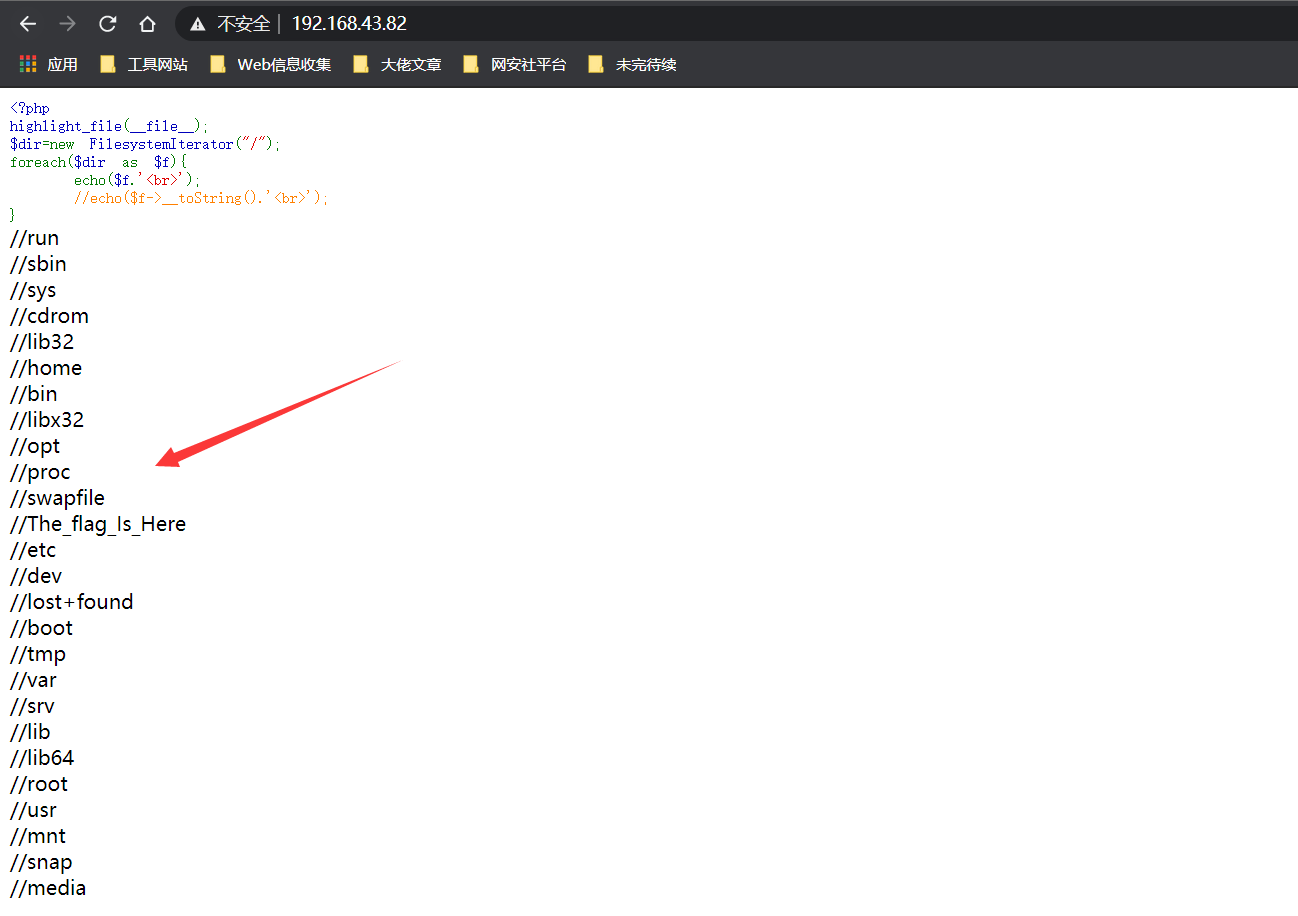 不安全 | 192.168.43.82
应用 工具网站 Web信息收集 大佬文章 网安社平台 未完待续
<?php
highlight_file(__file__);
$dir=new FilesystemIterator("/");
foreach($dir as $f){
echo($f.'<br>');
//echo($f->__toString().'<br>');
}
//run
//sbin
//sys
//cdrom
//lib32
//home
//bin
//libx32
//opt
//proc
//swapfile
//The_flag_Is_Here
//etc
//dev
//lost+found
//boot
//tmp
//var
//srv
//lib
//lib64
//root
//usr
//mnt
//snap
//media